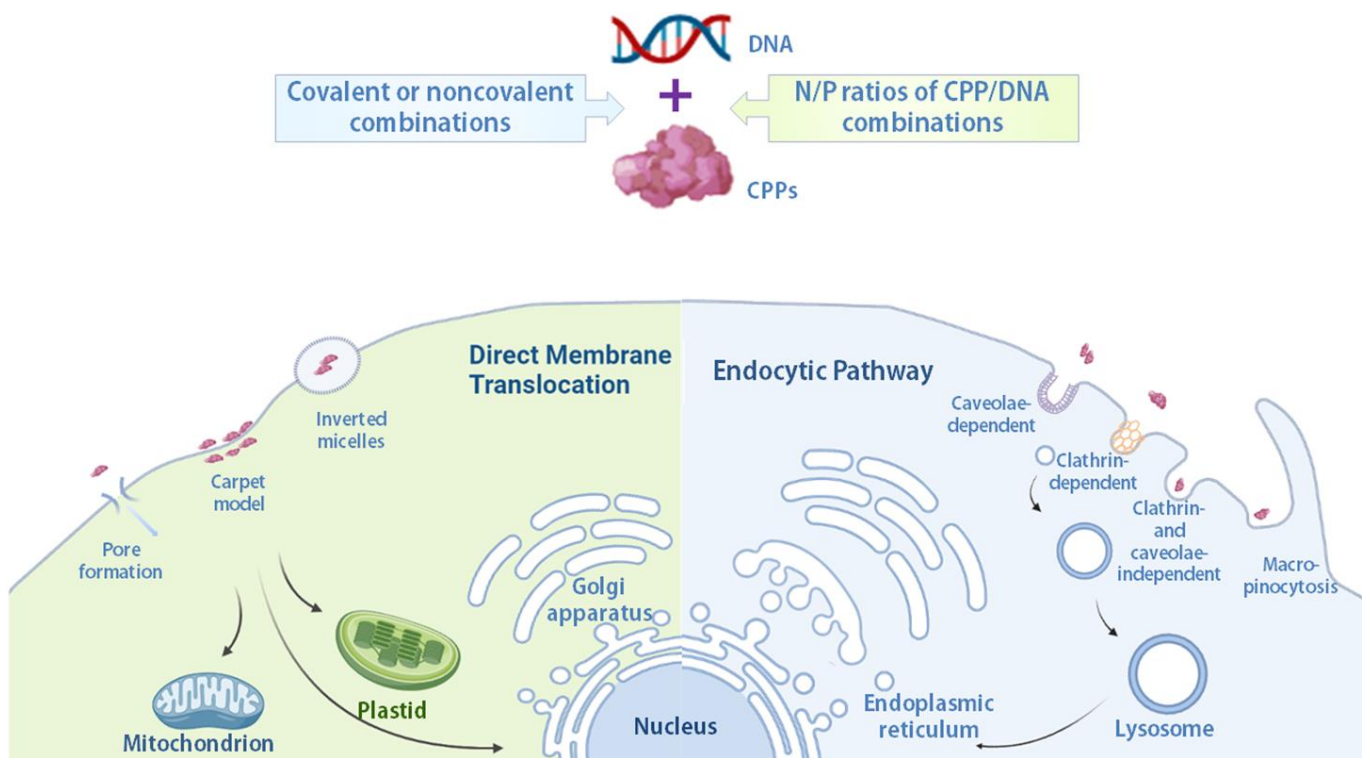 DNA
Covalent or noncovalent
combinations
+
N/P ratios of CPP/DNA
combinations
CPPs
Direct Membrane
Translocation
Endocytic Pathway
Inverted
micelles
Carpet
model
Pore
formation
Caveolae-
dependent
Clathrin-
dependent
Clathrin-
and
caveolae-
independent
Macro-
pinocytosis
Golgi
apparatus
Plastid
Mitochondrion
Nucleus
Endoplasmic
reticulum
Lysosome